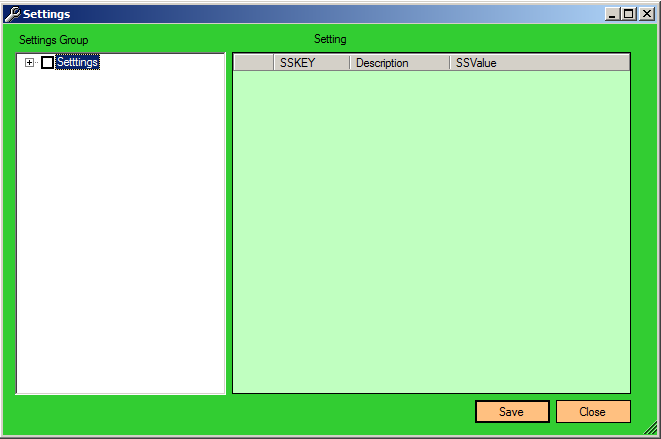 Settings
Settings Group
Setting
Setttings
SSKEY Description SSValue
Save Close